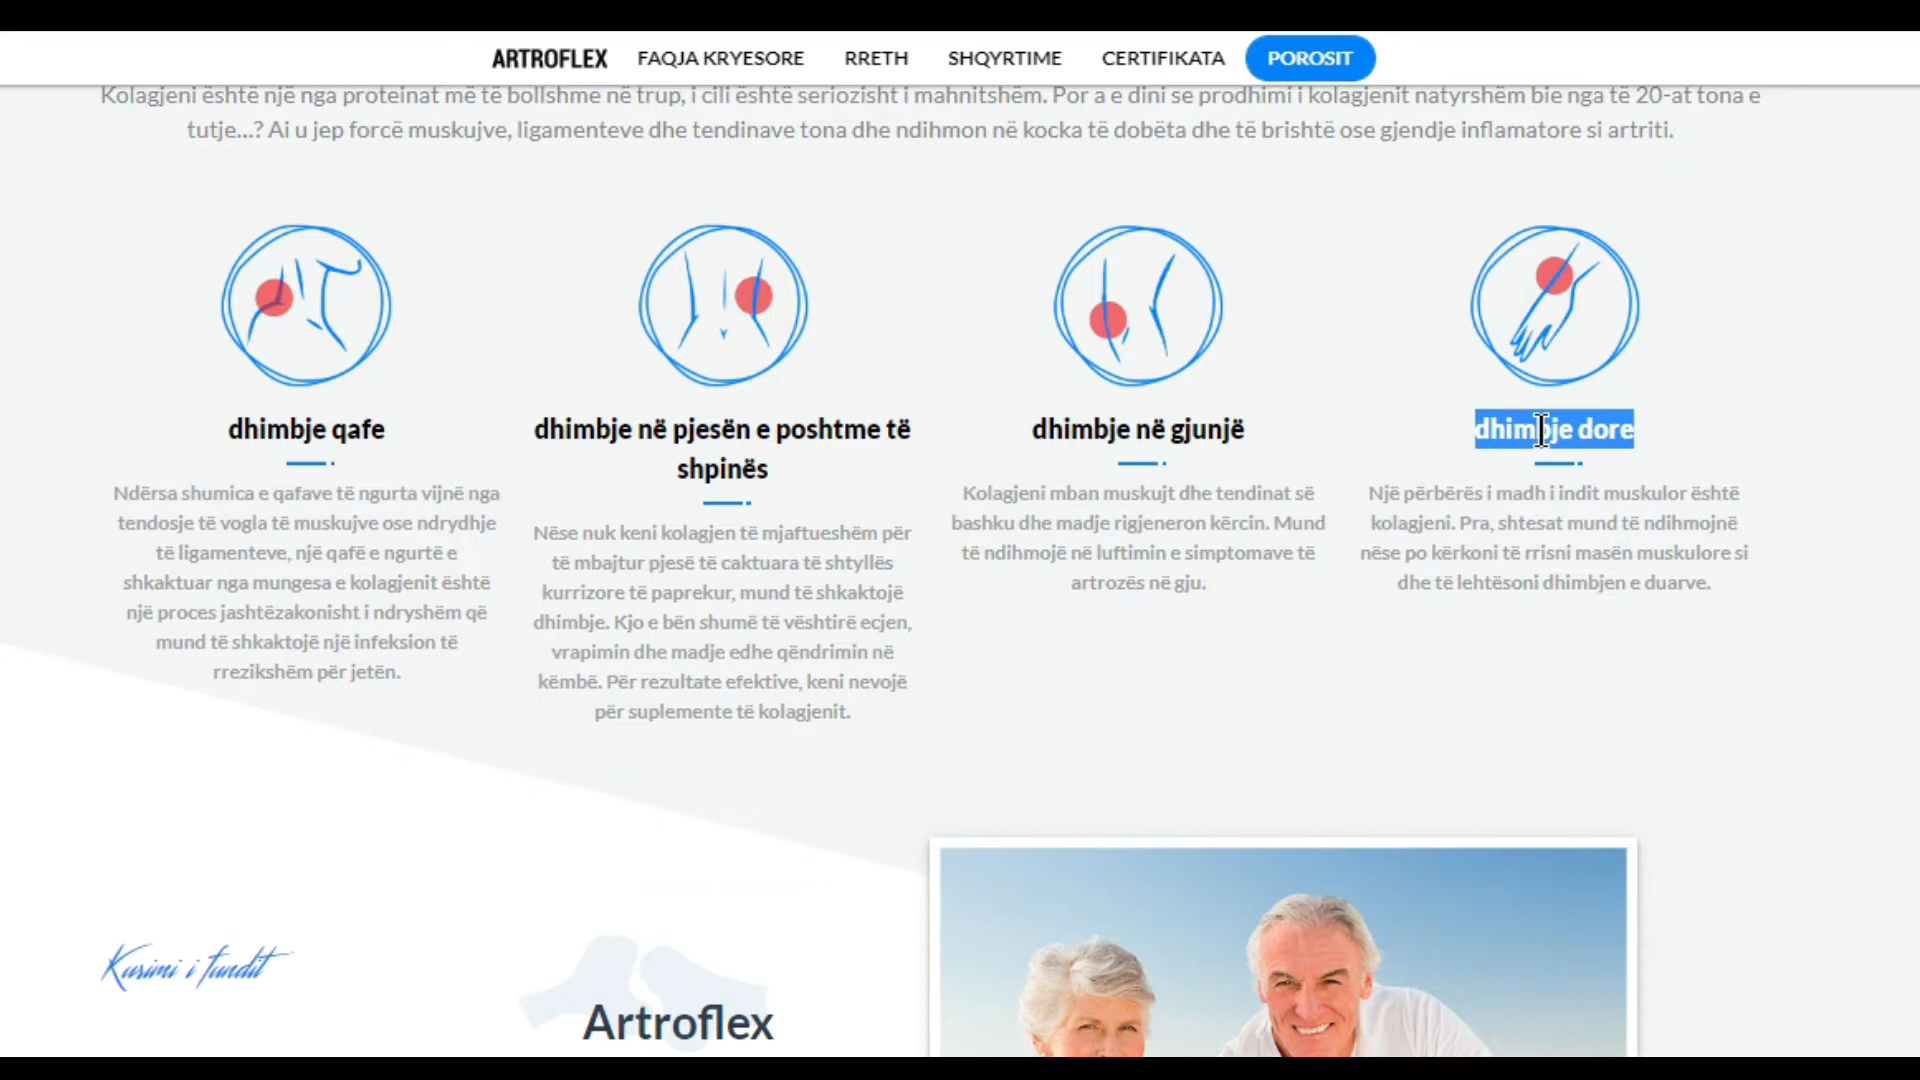 ARTROFLEX FAQJA KRYESORE RRETH SHQYRTIME CERTIFIKATA POROSIT
Kolagjeni është një nga proteinat më të bollshme në trup, i cili është seriozisht i mahnitshëm. Por a e dini se prodhimi i kolagjenit natyrshëm bie nga të 20-at tona e
tutje...? Ai u jep forcë muskujve, ligamenteve dhe tendinave tona dhe ndihmon në kocka të dobëta dhe të brishtë ose gjendje inflamatore si artriti.
dhimbje qafe
Ndërsa shumica e qafave të ngurta vijnë nga
tendosje të vogla të muskujve ose ndrydhje
të ligamenteve, një qafë e ngurtë e
shkaktuar nga mungesa e kolagjenit është
një proces jashtëzakonisht i ndryshëm që
mund të shkaktojë një infeksion të
rrezikshëm për jetën.
dhimbje në pjesën e poshtme të
shpinës
Nëse nuk keni kolagjen të mjaftueshëm për
të mbajtur pjesë të caktuara të shtyllës
kurrizore të paprekur, mund të shkaktojë
dhimbje. Kjo e bën shumë të vështirë ecjen,
vrapimin dhe madje edhe qëndrimin në
këmbë. Për rezultate efektive, keni nevojë
për suplemente të kolagjenit.
dhimbje në gjunjë
Kolagjeni mban muskujt dhe tendinat së
bashku dhe madje rigjeneron kërcin. Mund
të ndihmojë në luftimin e simptomave të
artrozës në gju.
dhimbje dore
Një përbërës i madh i indit muskulor është
kolagjeni. Pra, shtesat mund të ndihmojnë
nëse po kërkoni të rrisni masën muskulore si
dhe të lehtësoni dhimbjen e duarve.
Kursimi i fundit
Artroflex